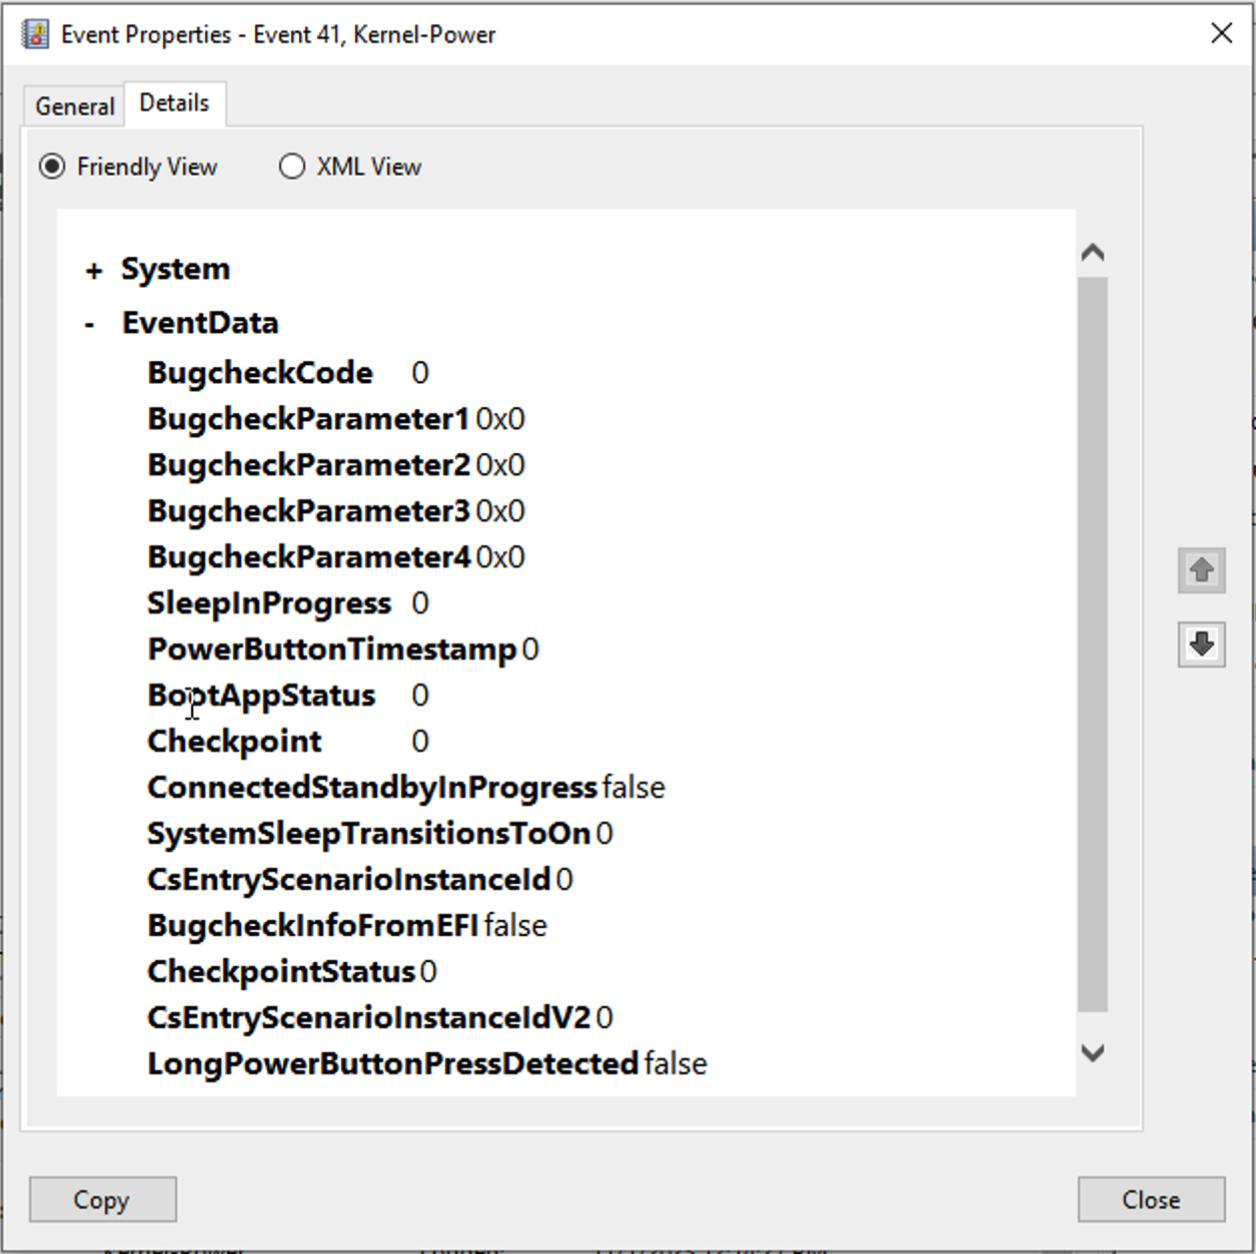 Event Properties - Event 41, Kernel-Power
General
Details
Friendly View
XML View
+ System
- EventData
BugcheckCode 0
BugcheckParameter1 0x0
BugcheckParameter2 0x0
BugcheckParameter3 0x0
BugcheckParameter4 0x0
SleepInProgress 0
PowerButtonTimestamp 0
BootAppStatus 0
Checkpoint 0
ConnectedStandbyInProgress false
SystemSleepTransitionsToOn 0
CsEntryScenarioInstanceId 0
BugcheckInfoFromEFI false
CheckpointStatus 0
CsEntryScenarioInstanceIdV2 0
LongPowerButtonPressDetected false
Copy
Close